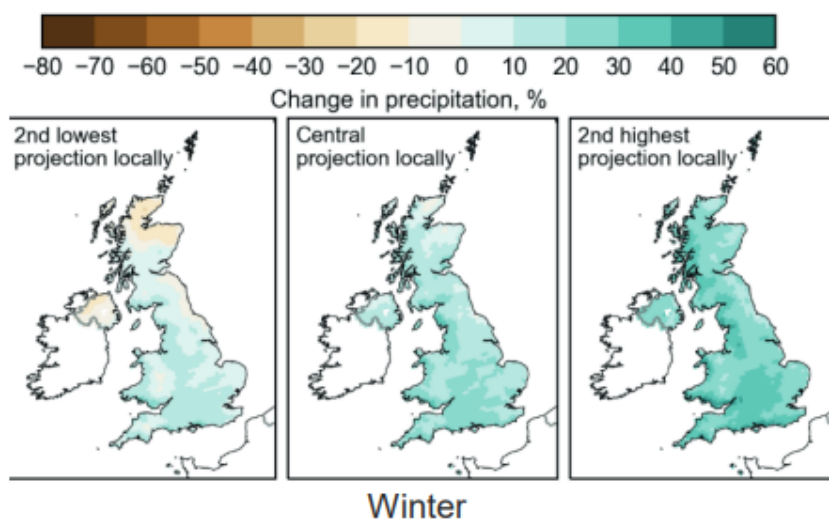 −80 −70 −60 −50 −40 −30 −20 −10 0 10 20 30 40 50 60
Change in precipitation, %
2nd lowest
projection locally
Central
projection locally
2nd highest
projection locally
Winter